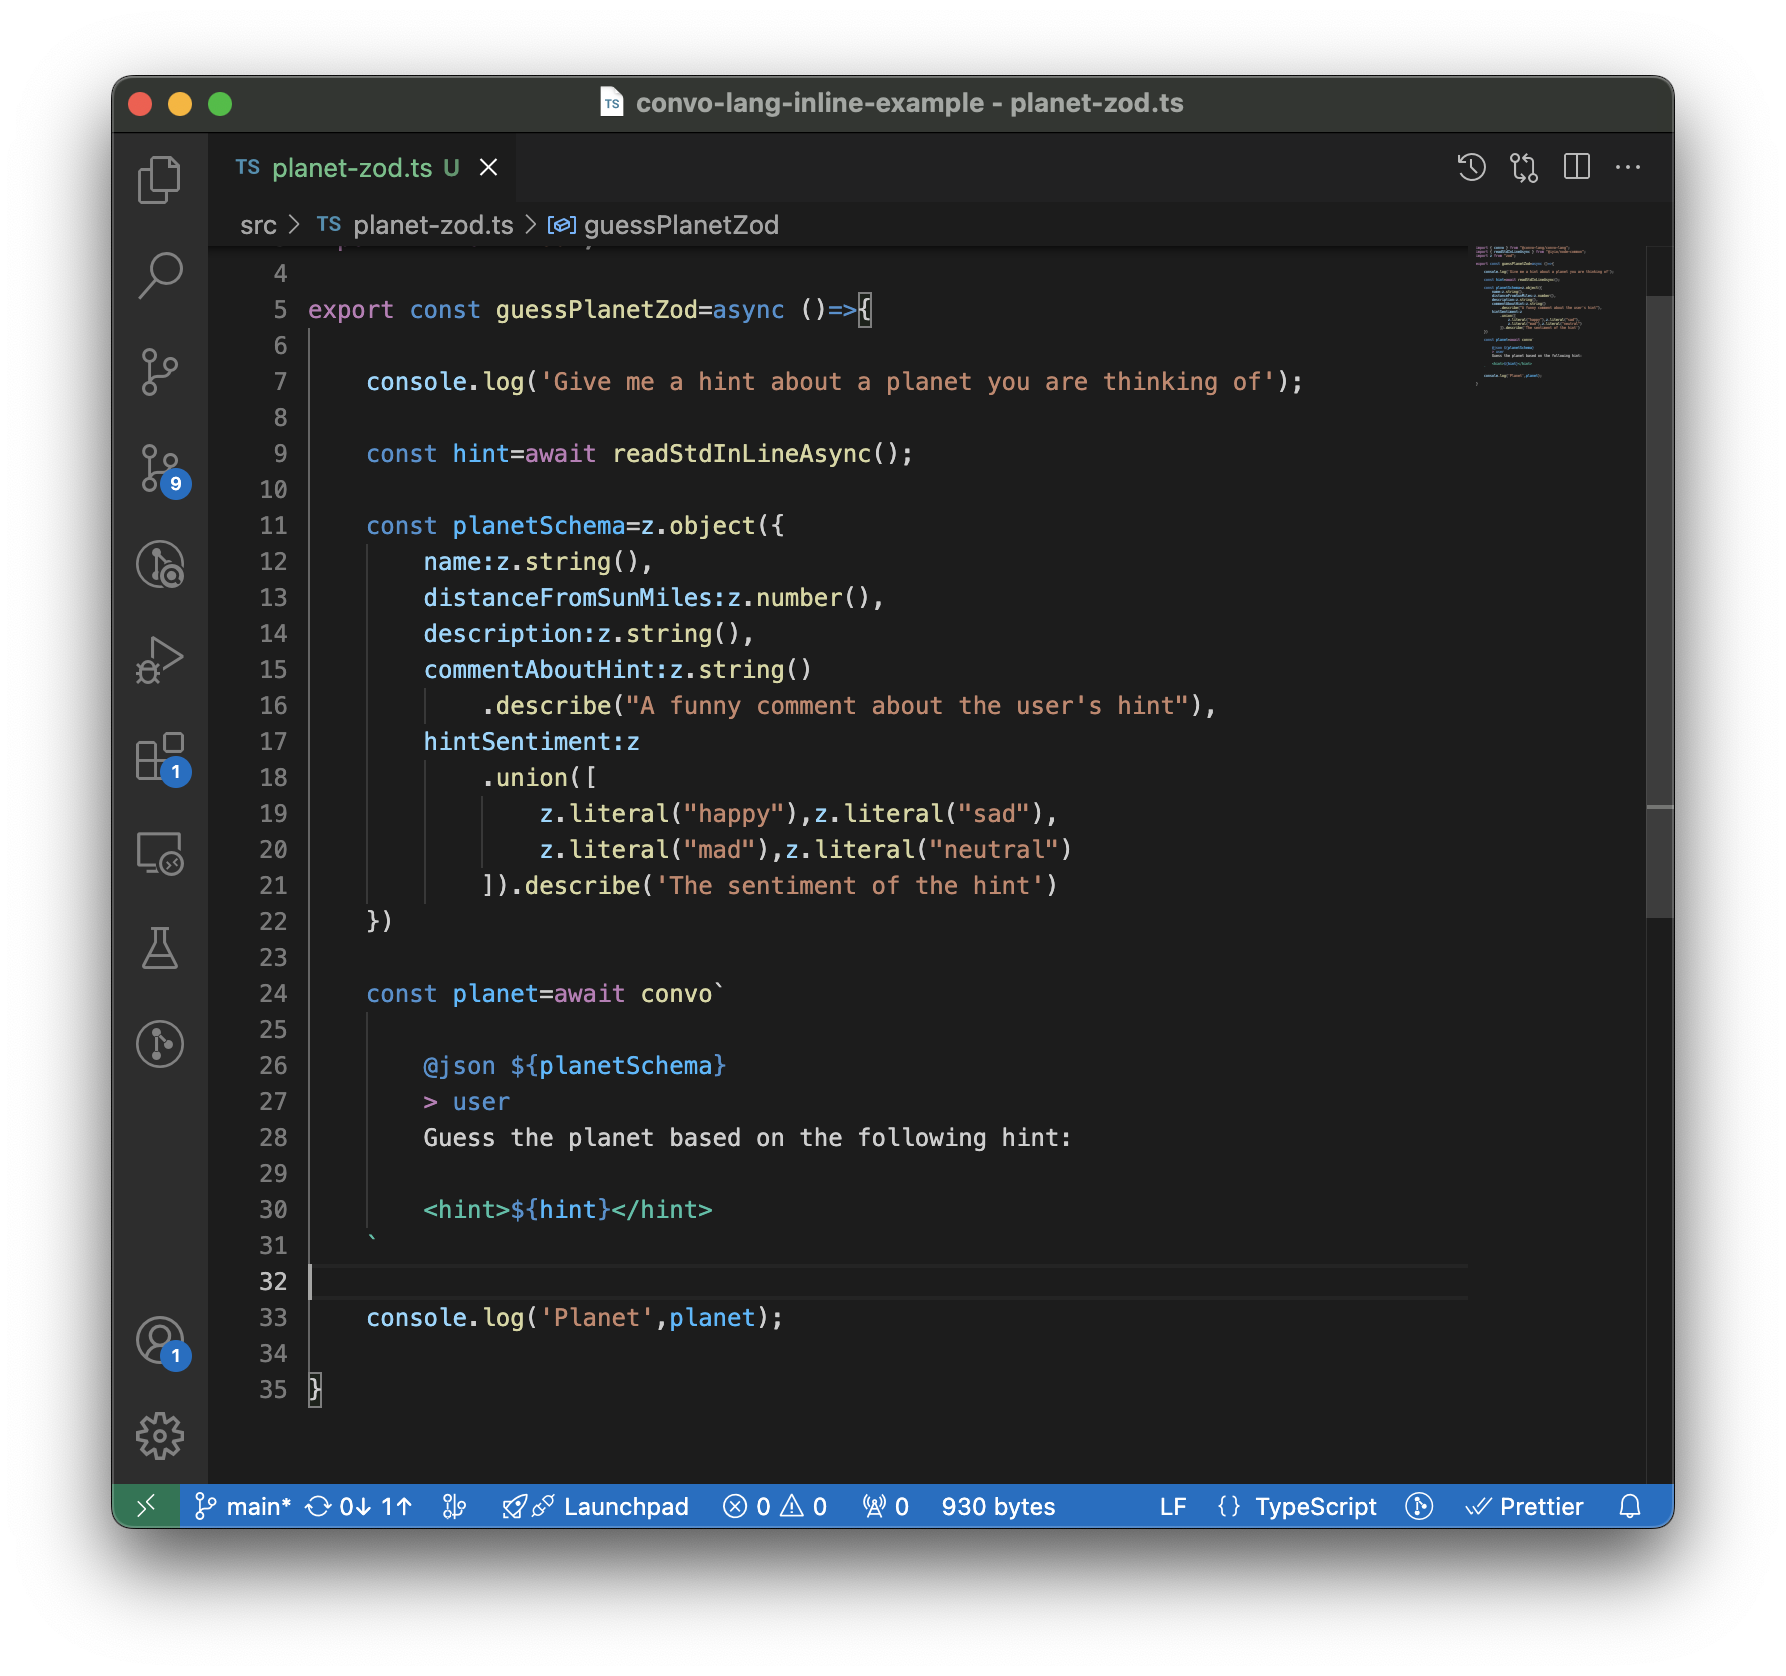 TS convo-lang-inline-example - planet-zod.ts
TS planet-zod.ts U
src > TS planet-zod.ts > guessPlanetZod
4
5 export const guessPlanetZod=async ()=>{
6
7 console.log('Give me a hint about a planet you are thinking of');
8
9 const hint=await readStdInLineAsync();
10
11 const planetSchema=z.object({
12 name:z.string(),
13 distanceFromSunMiles:z.number(),
14 description:z.string(),
15 commentAboutHint:z.string()
16 .describe("A funny comment about the user's hint"),
17 hintSentiment:z
18 .union([
19 z.literal("happy"),z.literal("sad"),
20 z.literal("mad"),z.literal("neutral")
21 ]).describe('The sentiment of the hint')
22 })
23
24 const planet=await convo`
25
26 @json ${planetSchema}
27 > user
28 Guess the planet based on the following hint:
29
30 <hint>${hint}</hint>
31 `
32
33 console.log('Planet',planet);
34
35 }
9
1
1
main* 0↓ 1↑ Launchpad 0 0 0 930 bytes LF {} TypeScript Prettier